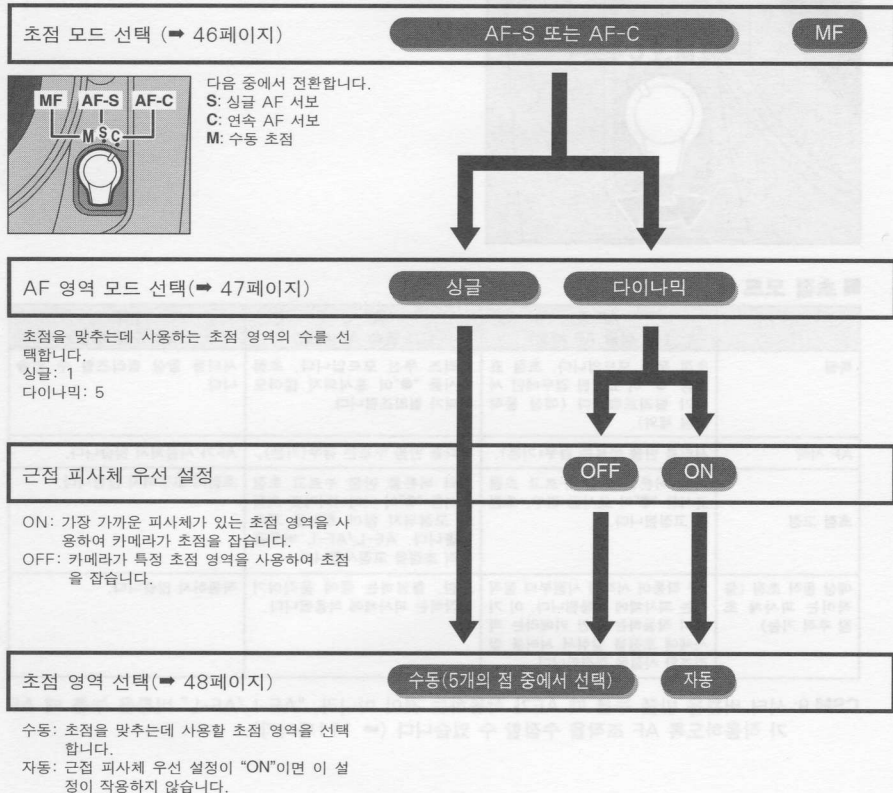 초점 모드 선택 (➡ 46페이지)
AF-S 또는 AF-C
MF
MF AF-S AF-C
M S C
다음 중에서 전환합니다.
S: 싱글 AF 서보
C: 연속 AF 서보
M: 수동 초점
AF 영역 모드 선택(➡ 47페이지)
싱글
다이나믹
초점을 맞추는데 사용하는 초점 영역의 수를 선
택합니다.
싱글: 1
다이나믹: 5
근접 피사체 우선 설정
OFF
ON
ON: 가장 가까운 피사체가 있는 초점 영역을 사
용하여 카메라가 초점을 잡습니다.
OFF: 카메라가 특정 초점 영역을 사용하여 초점
을 잡습니다.
초점 영역 선택(➡ 48페이지)
수동(5개의 점 중에서 선택)
자동
수동: 초점을 맞추는데 사용할 초점 영역을 선택
합니다.
자동: 근접 피사체 우선 설정이 “ON”이면 이 설
정이 작용하지 않습니다.